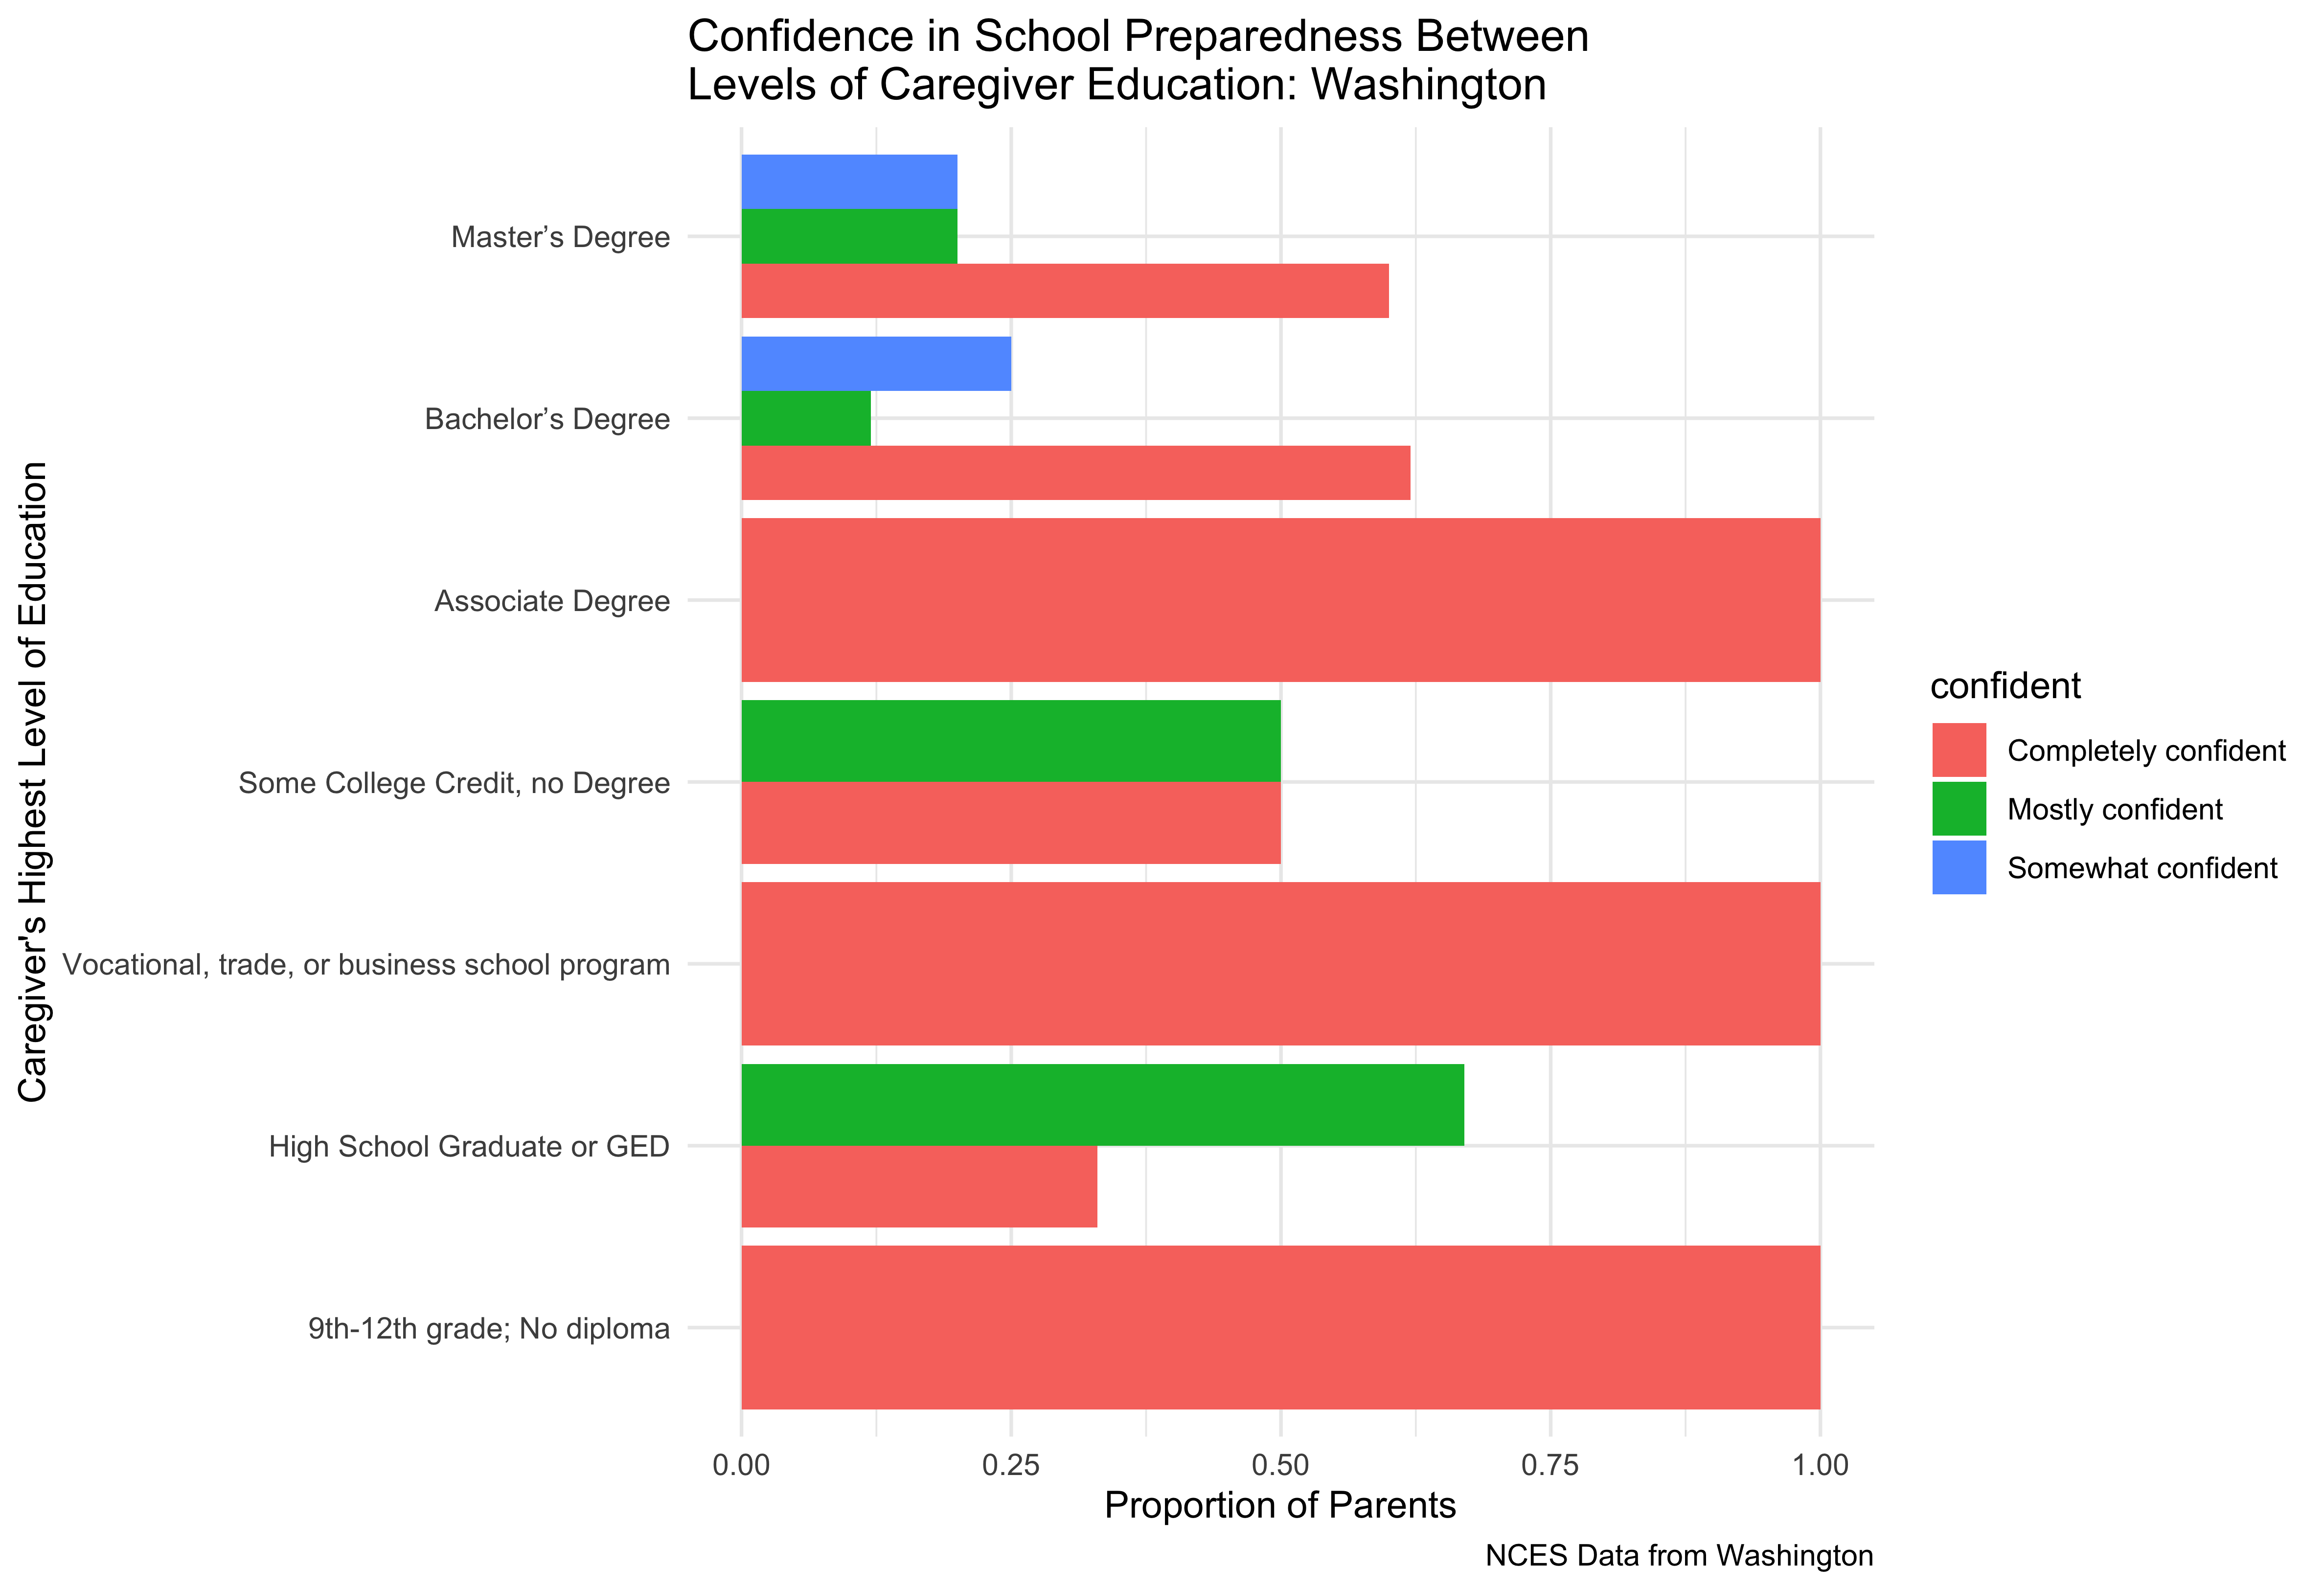 Confidence in School Preparedness Between
Levels of Caregiver Education: Washington
Caregiver's Highest Level of Education
Master’s Degree
Bachelor’s Degree
Associate Degree
Some College Credit, no Degree
Vocational, trade, or business school program
High School Graduate or GED
9th-12th grade; No diploma
0.00 0.25 0.50 0.75 1.00
Proportion of Parents
confident
Completely confident
Mostly confident
Somewhat confident
NCES Data from Washington